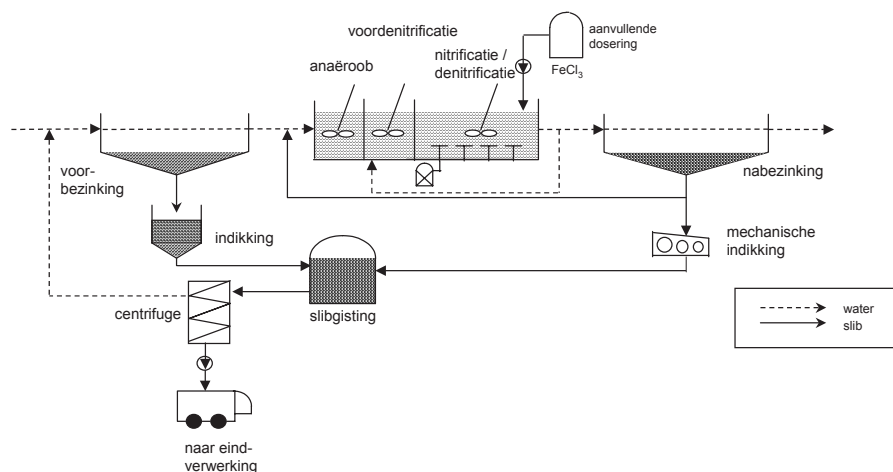 voordenitrificatie
aanvullende
dosering
anaëroob
nitrificatie /
denitrificatie
FeCl₃
voor-
bezinking
nabezinking
indikking
mechanische
indikking
centrifuge
slibgisting
water
slib
naar eind-
verwerking